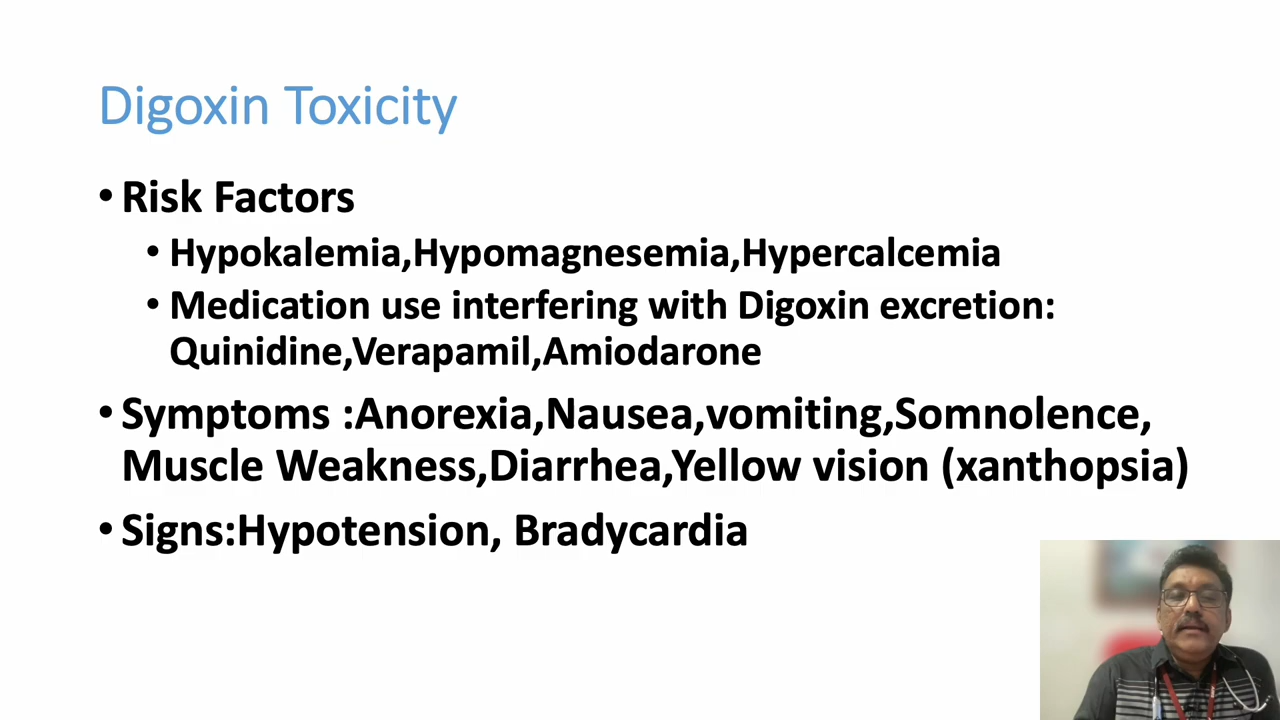 Digoxin Toxicity
• Risk Factors
• Hypokalemia,Hypomagnesemia,Hypercalcemia
• Medication use interfering with Digoxin excretion:
Quinidine,Verapamil,Amiodarone
• Symptoms :Anorexia,Nausea,vomiting,Somnolence,
Muscle Weakness,Diarrhea,Yellow vision (xanthopsia)
• Signs:Hypotension, Bradycardia